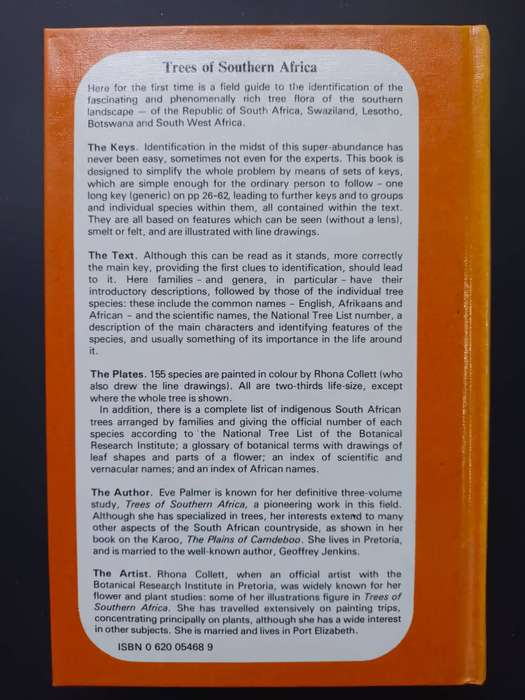 Trees of Southern Africa
Here for the first time is a field guide to the identification of the
fascinating and phenomenally rich tree flora of the southern
landscape – of the Republic of South Africa, Swaziland, Lesotho,
Botswana and South West Africa.
The Keys. Identification in the midst of this super-abundance has
never been easy, sometimes not even for the experts. This book is
designed to simplify the whole problem by means of sets of keys,
which are simple enough for the ordinary person to follow – one
long key (generic) on pp 26–62, leading to further keys and to groups
and individual species within them, all contained within the text.
They are all based on features which can be seen (without a lens),
smelt or felt, and are illustrated with line drawings.
The Text. Although this can be read as it stands, more correctly
the main key, providing the first clues to identification, should lead
to it. Here families – and genera, in particular – have their
introductory descriptions, followed by those of the individual tree
species: these include the common names – English, Afrikaans and
African – and the scientific names, the National Tree List number, a
description of the main characters and identifying features of the
species, and usually something of its importance in the life around
it.
The Plates. 155 species are painted in colour by Rhona Collett (who
also drew the line drawings). All are two-thirds life-size, except
where the whole tree is shown.
In addition, there is a complete list of indigenous South African
trees arranged by families and giving the official number of each
species according to the National Tree List of the Botanical
Research Institute; a glossary of botanical terms with drawings of
leaf shapes and parts of a flower; an index of scientific and
vernacular names; and an index of African names.
The Author. Eve Palmer is known for her definitive three-volume
study, Trees of Southern Africa, a pioneering work in this field.
Although she has specialized in trees, her interests extend to many
other aspects of the South African countryside, as shown in her
book on the Karoo, The Plains of Camdeboo. She lives in Pretoria,
and is married to the well-known author, Geoffrey Jenkins.
The Artist. Rhona Collett, when an official artist with the
Botanical Research Institute in Pretoria, was widely known for her
flower and plant studies: some of her illustrations figure in Trees of
Southern Africa. She has travelled extensively on painting trips,
concentrating principally on plants, although she has a wide interest
in other subjects. She is married and lives in Port Elizabeth.
ISBN 0 620 05468 9